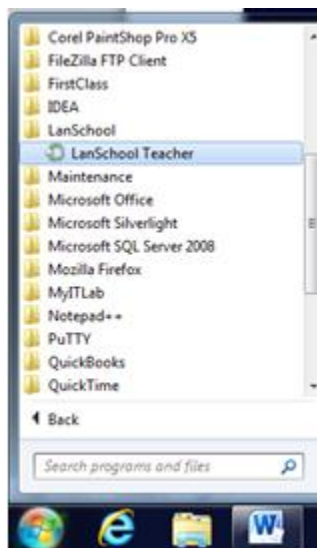 Corel PaintShop Pro X5
FileZilla FTP Client
FirstClass
IDEA
LanSchool
LanSchool Teacher
Maintenance
Microsoft Office
Microsoft Silverlight
Microsoft SQL Server 2008
Mozilla Firefox
MyITLab
Notepad++
PuTTY
QuickBooks
QuickTime
Back
Search programs and files
W